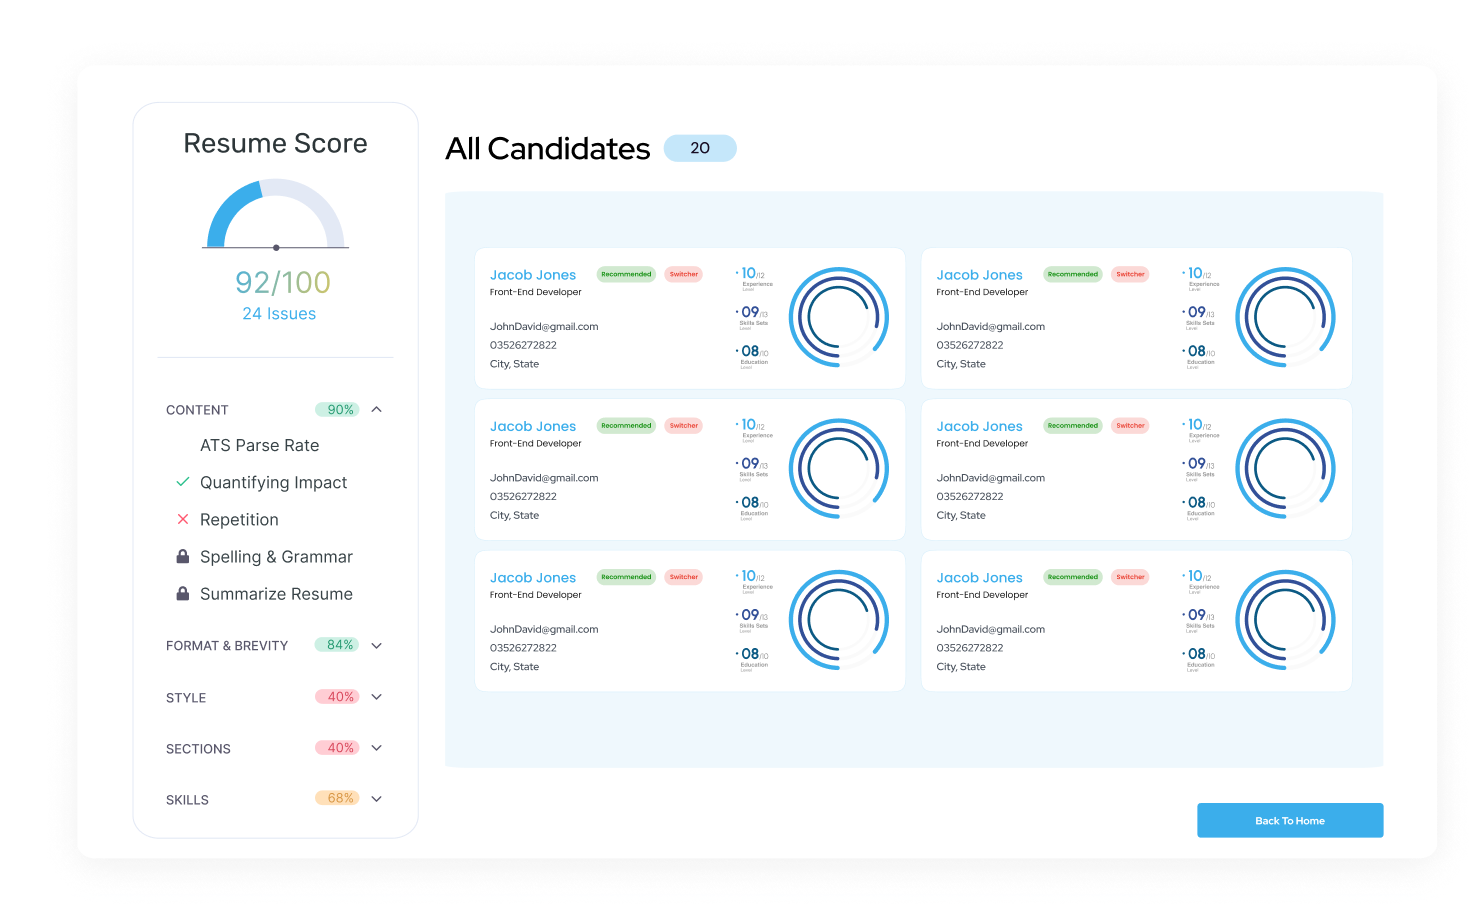 Resume Score
92/100
24 Issues
CONTENT 90%
ATS Parse Rate
Quantifying Impact
Repetition
Spelling & Grammar
Summarize Resume
FORMAT & BREVITY 84%
STYLE 40%
SECTIONS 40%
SKILLS 68%
All Candidates 20
Jacob Jones Recommended Switcher
Front-End Developer
JohnDavid@gmail.com
03526272822
City, State
10/12
Experience
Level
09/13
Skills Sets
Level
08/10
Education
Level
Jacob Jones Recommended Switcher
Front-End Developer
JohnDavid@gmail.com
03526272822
City, State
10/12
Experience
Level
09/13
Skills Sets
Level
08/10
Education
Level
Jacob Jones Recommended Switcher
Front-End Developer
JohnDavid@gmail.com
03526272822
City, State
10/12
Experience
Level
09/13
Skills Sets
Level
08/10
Education
Level
Jacob Jones Recommended Switcher
Front-End Developer
JohnDavid@gmail.com
03526272822
City, State
10/12
Experience
Level
09/13
Skills Sets
Level
08/10
Education
Level
Jacob Jones Recommended Switcher
Front-End Developer
JohnDavid@gmail.com
03526272822
City, State
10/12
Experience
Level
09/13
Skills Sets
Level
08/10
Education
Level
Jacob Jones Recommended Switcher
Front-End Developer
JohnDavid@gmail.com
03526272822
City, State
10/12
Experience
Level
09/13
Skills Sets
Level
08/10
Education
Level
Back To Home